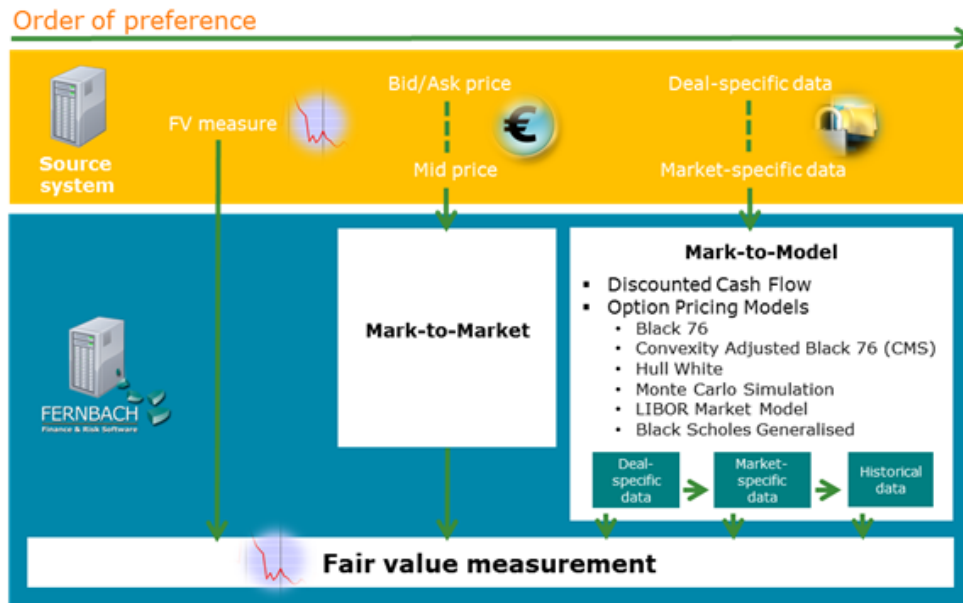 Order of preference
Source
system
FV measure
Bid/Ask price
Mid price
Deal-specific data
Market-specific data
€
FERNBACH
Finance & Risk Software
Mark-to-Market
Mark-to-Model
▪ Discounted Cash Flow
▪ Option Pricing Models
• Black 76
• Convexity Adjusted Black 76 (CMS)
• Hull White
• Monte Carlo Simulation
• LIBOR Market Model
• Black Scholes Generalised
Deal-
specific
data
Market-
specific
data
Historical
data
Fair value measurement